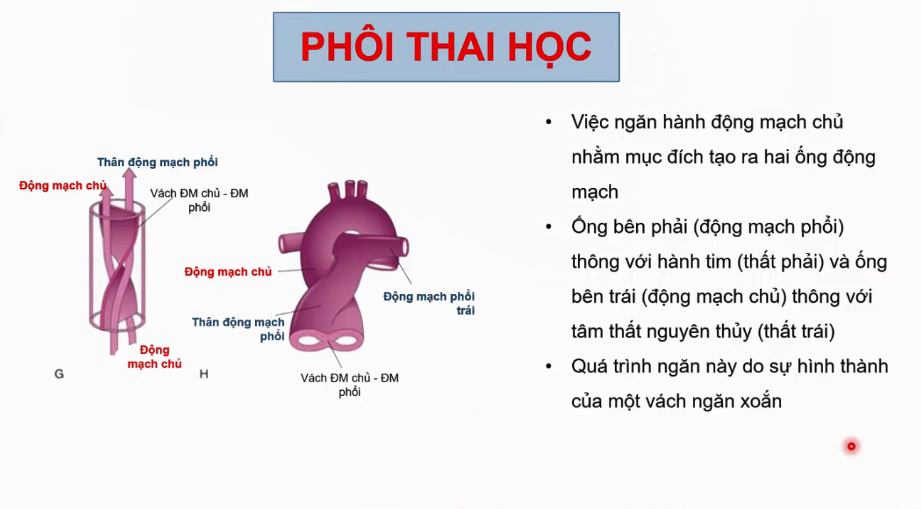 PHÔI THAI HỌC
Thân động mạch phổi
Động mạch chủ
Vách ĐM chủ - ĐM
phổi
Động
mạch chủ
G
Động mạch chủ
Thân động mạch
phổi
Động mạch phổi
trái
Vách ĐM chủ - ĐM
phổi
H
• Việc ngăn hành động mạch chủ
nhằm mục đích tạo ra hai ống động
mạch
• Ống bên phải (động mạch phổi)
thông với hành tim (thất phải) và ống
bên trái (động mạch chủ) thông với
tâm thất nguyên thủy (thất trái)
• Quá trình ngăn này do sự hình thành
của một vách ngăn xoắn